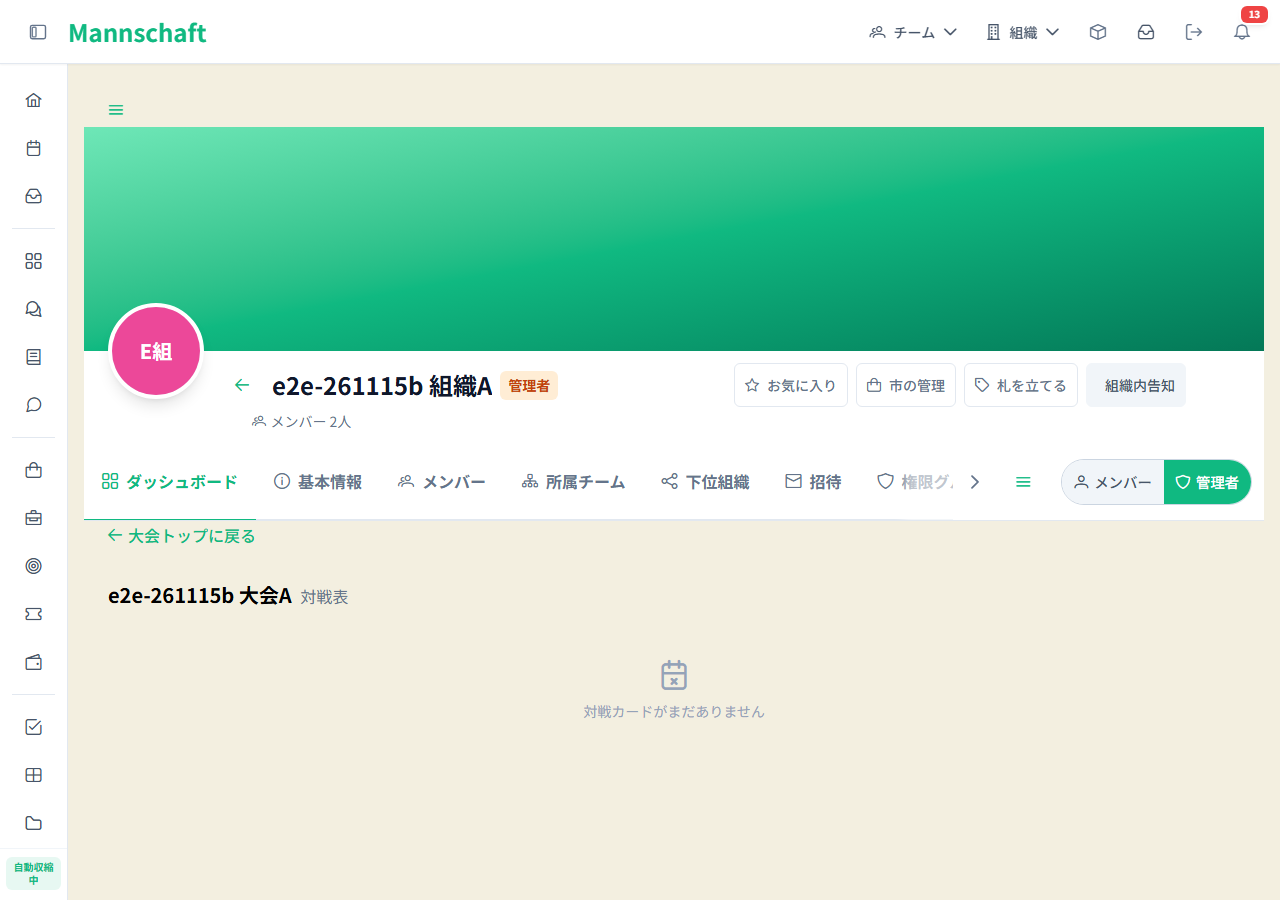 Mannschaft
チーム
組織
13
E組
e2e-261115b 組織A
管理者
お気に入り
市の管理
札を立てる
組織内告知
メンバー 2人
ダッシュボード
基本情報
メンバー
所属チーム
下位組織
招待
権限グ
メンバー
管理者
大会トップに戻る
e2e-261115b 大会A 対戦表
対戦カードがまだありません
自動収縮
中